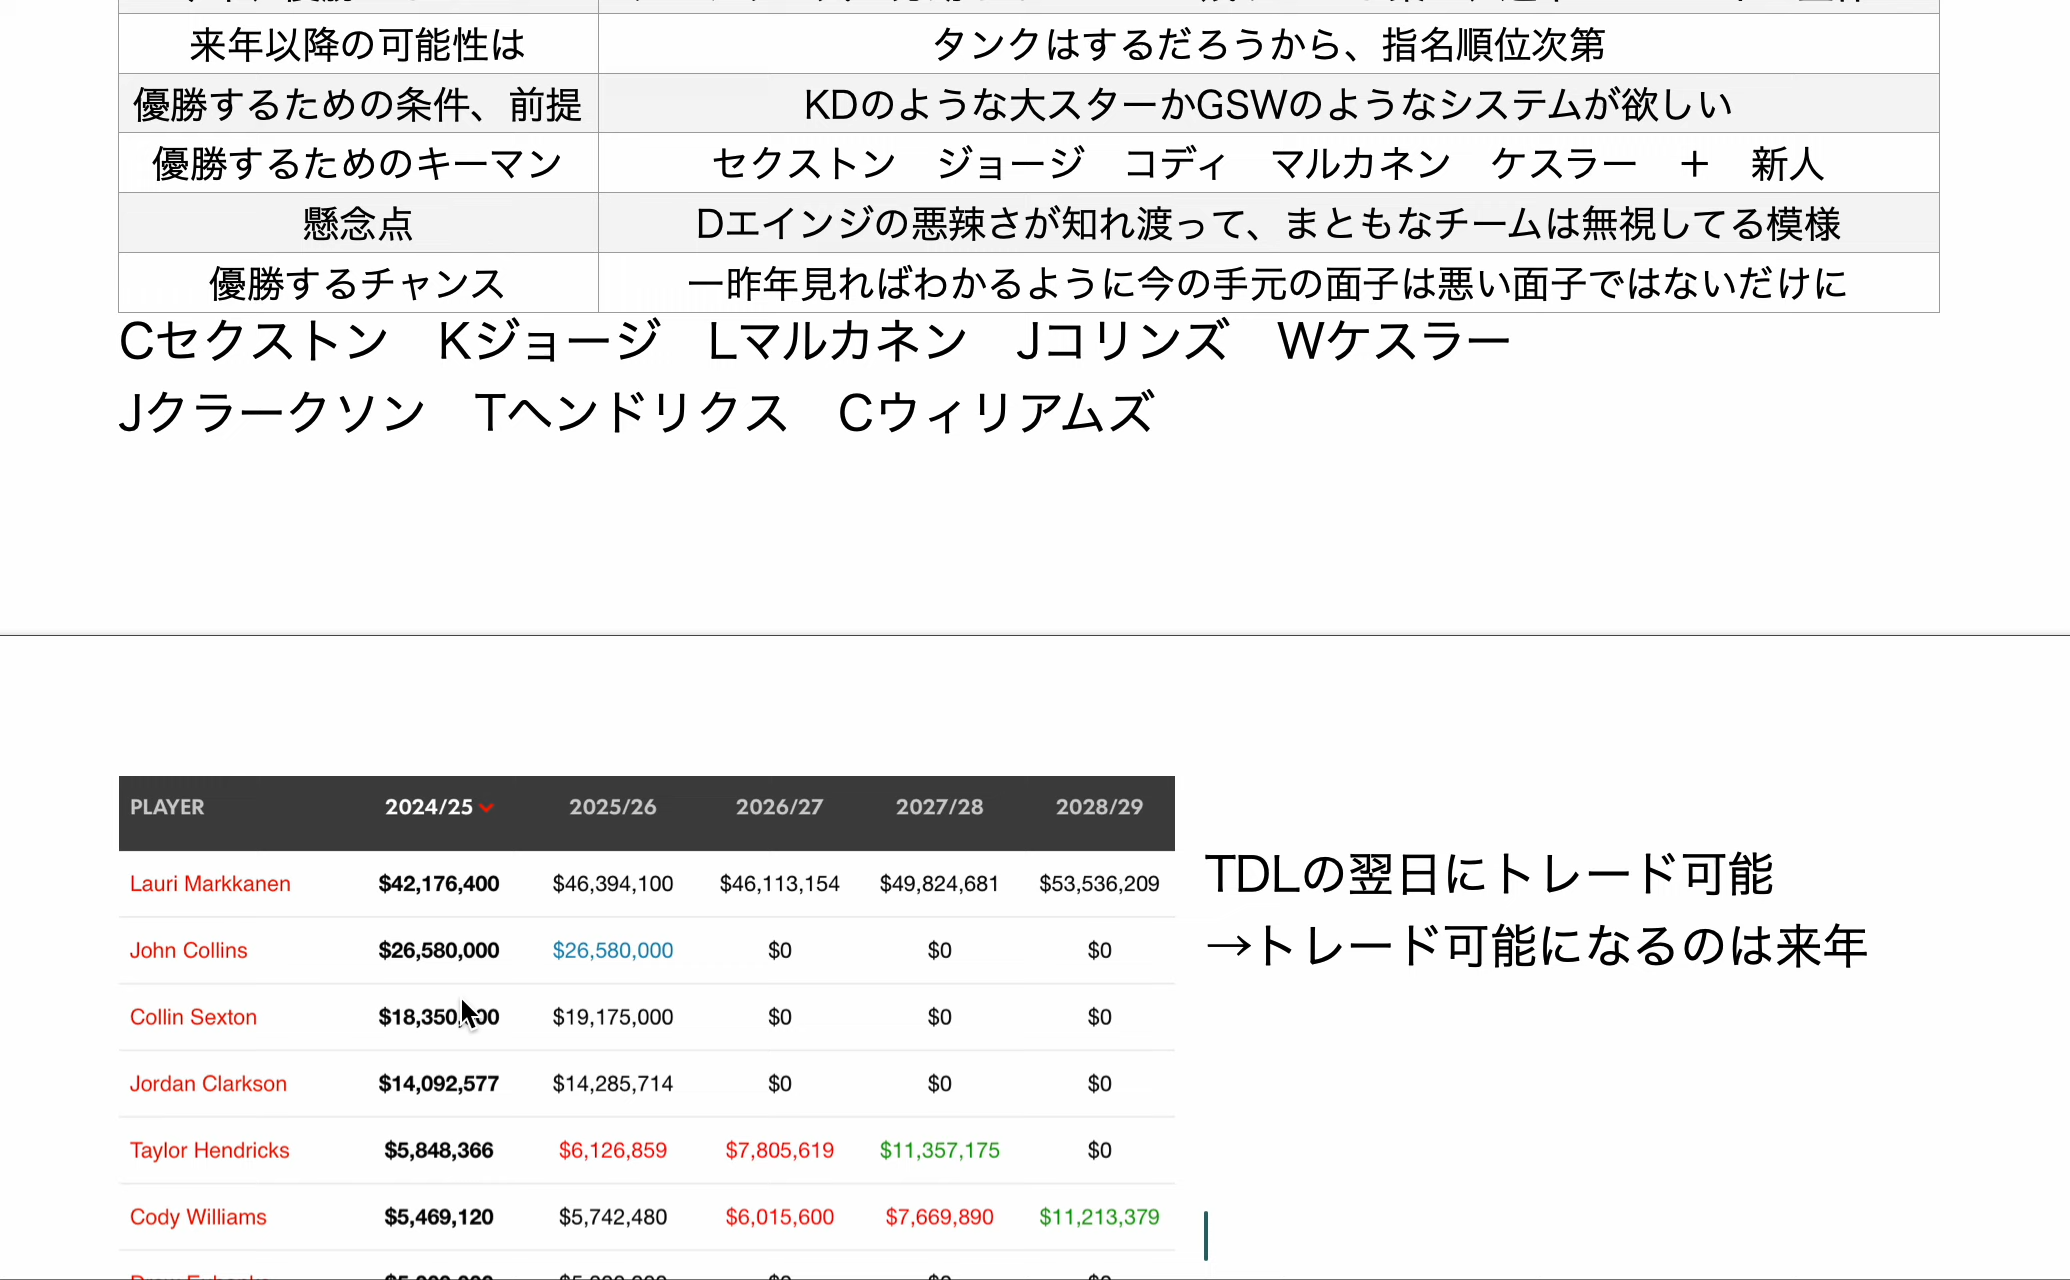 来年以降の可能性は タンクはするだろうから、指名順位次第
優勝するための条件、前提 KDのような大スターかGSWのようなシステムが欲しい
優勝するためのキーマン セクストン　ジョージ　コディ　マルカネン　ケスラー　＋　新人
懸念点 Dエインジの悪辣さが知れ渡って、まともなチームは無視してる模様
優勝するチャンス 一昨年見ればわかるように今の手元の面子は悪い面子ではないだけに
Cセクストン　Kジョージ　Lマルカネン　Jコリンズ　Wケスラー
Jクラークソン　Tヘンドリクス　Cウィリアムズ
PLAYER 2024/25 2025/26 2026/27 2027/28 2028/29
Lauri Markkanen $42,176,400 $46,394,100 $46,113,154 $49,824,681 $53,536,209
TDLの翌日にトレード可能
→トレード可能になるのは来年
John Collins $26,580,000 $26,580,000 $0 $0 $0
Collin Sexton $19,175,000 $0 $0 $0
Jordan Clarkson $14,092,577 $14,285,714 $0 $0 $0
Taylor Hendricks $5,848,366 $6,126,859 $7,805,619 $11,357,175 $0
Cody Williams $5,469,120 $5,742,480 $6,015,600 $7,669,890 $11,213,379